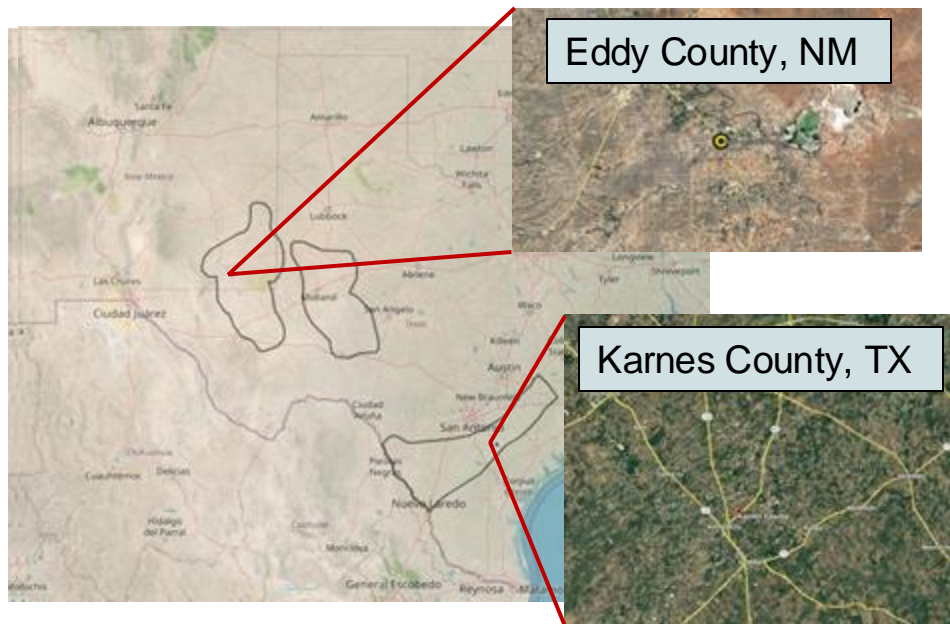 Eddy County, NM
Santa Fe
Albuquerque
Amarillo
New Mexico
Lawton
Wichita
Falls
Lubbock
Longview
Las Cruces
Abilene
Tyler
Shreveport
Ciudad Juárez
Midland
San Angelo
Waco
Killeen
Karnes County, TX
Austin
New Braunfels
Ciudad
Acuña
San Antonio
Chihuahua
Cuauhtémoc
Delicias
Piedras
Negras
Nuevo Laredo
Hidalgo
del Parral
Monclova
General Escobedo
Reynosa